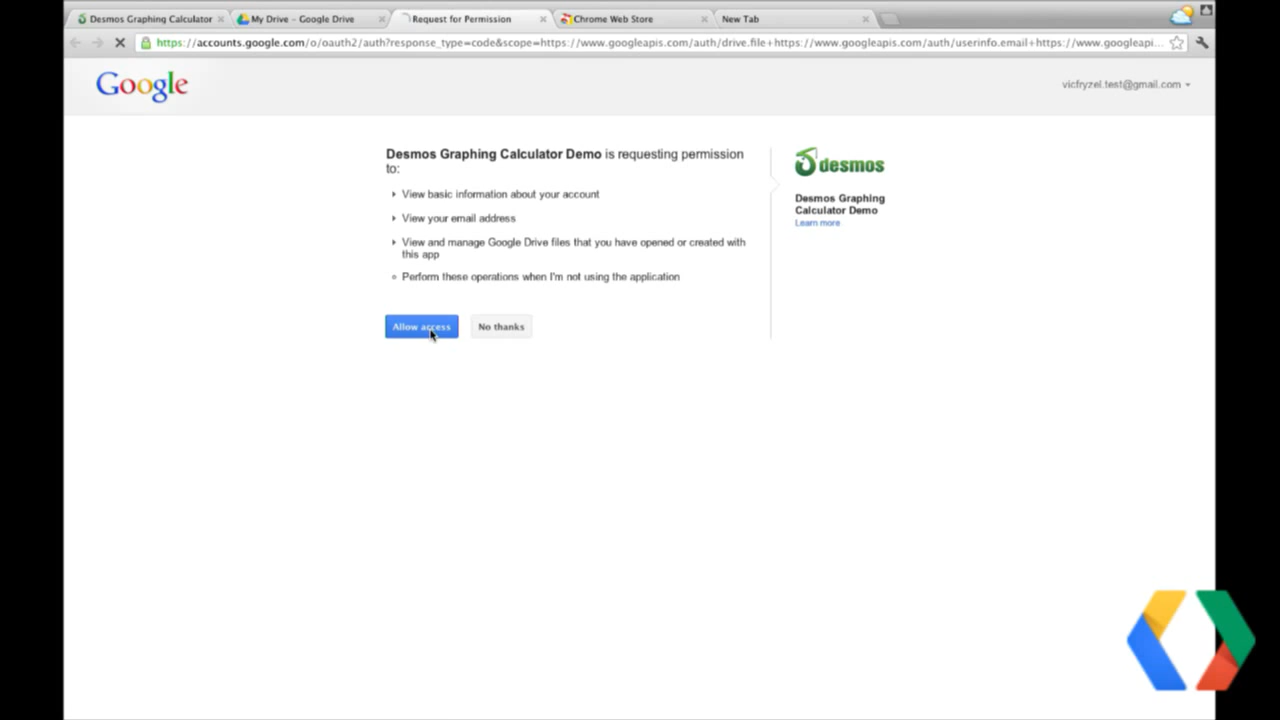 Desmos Graphing Calculator
My Drive - Google Drive
Request for Permission
Chrome Web Store
New Tab
https://accounts.google.com/o/oauth2/auth?response_type=code&scope=https://www.googleapis.com/auth/drive.file+https://www.googleapis.com/auth/userinfo.email+https://www.googleapi...
Google
vicfryzel.test@gmail.com
Desmos Graphing Calculator Demo is requesting permission
to:
View basic information about your account
View your email address
View and manage Google Drive files that you have opened or created with
this app
Perform these operations when I'm not using the application
Allow access
No thanks
desmos
Desmos Graphing
Calculator Demo
Learn more